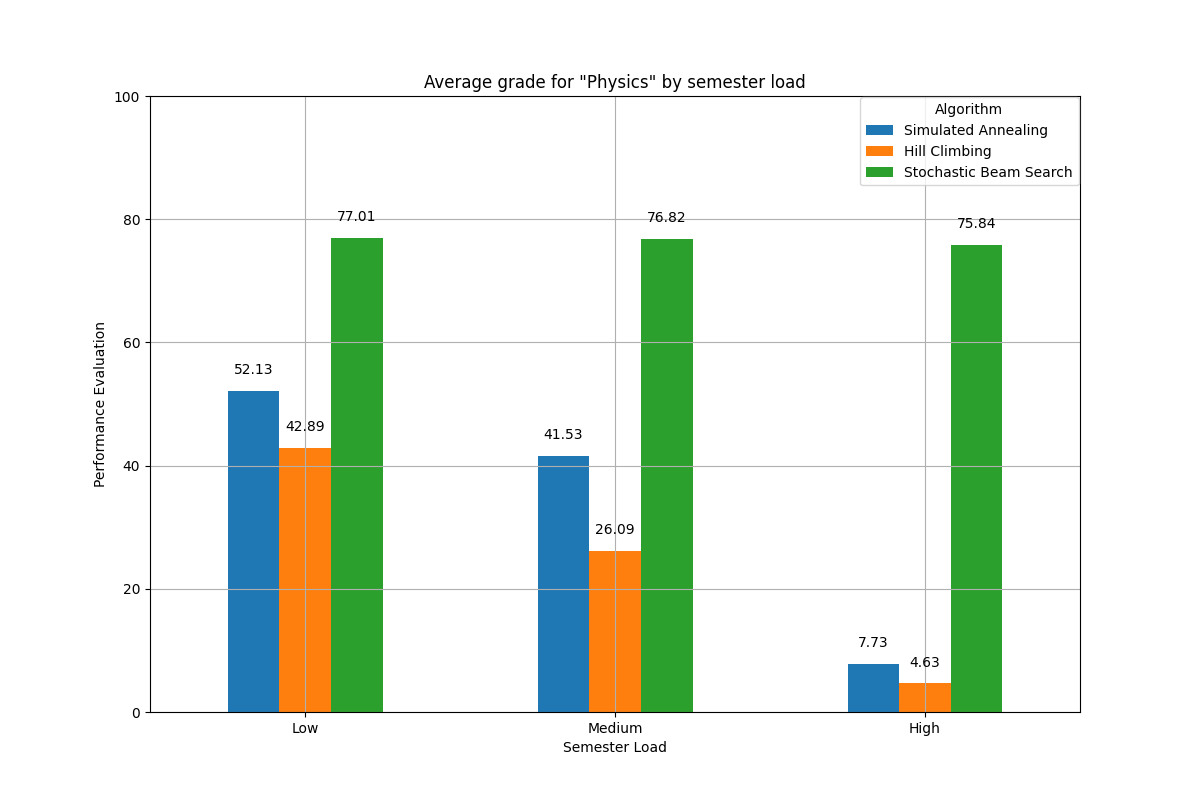 Average grade for "Physics" by semester load
Algorithm
Simulated Annealing
Hill Climbing
Stochastic Beam Search
Performance Evaluation
100
80
60
40
20
0
52.13
42.89
77.01
41.53
26.09
76.82
7.73
4.63
75.84
Low
Medium
High
Semester Load